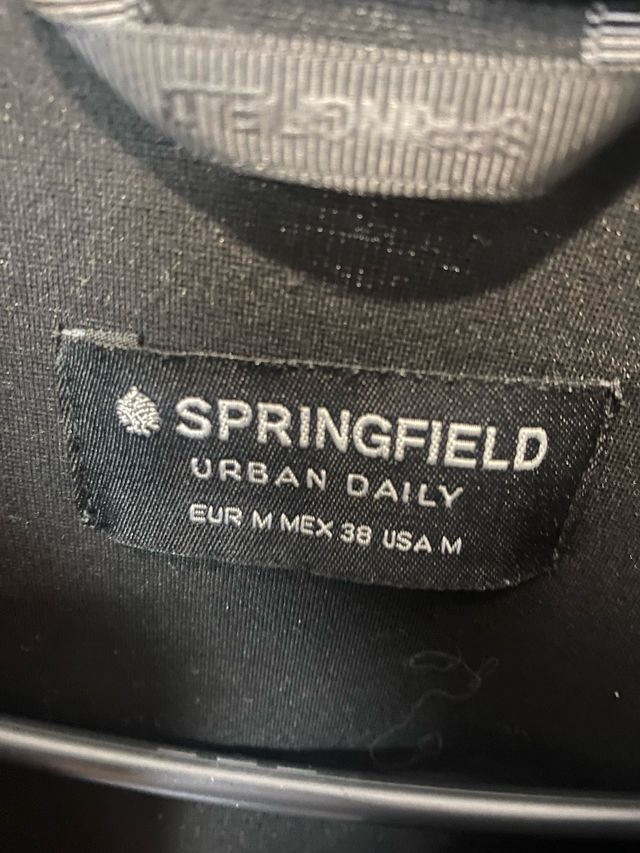 SPRINGFIELD
URBAN DAILY
EUR M MEX 38 USA M